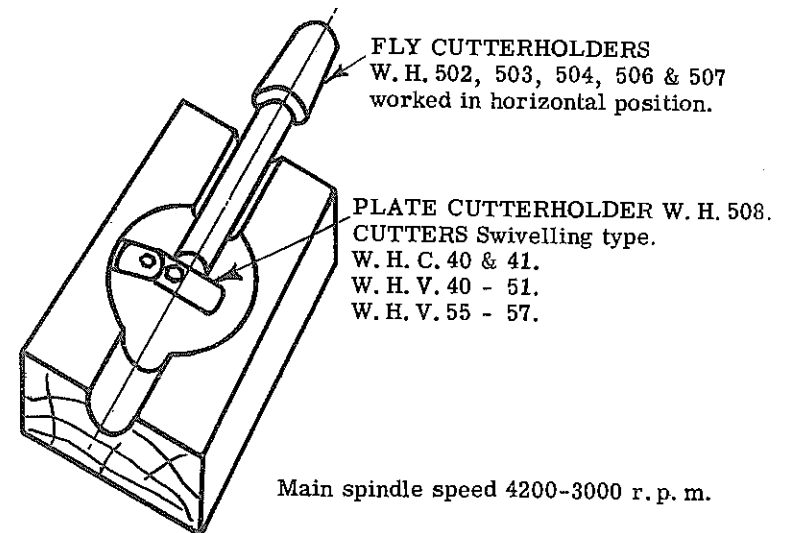 FLY CUTTERHOLDERS
W. H. 502, 503, 504, 506 & 507
worked in horizontal position.
PLATE CUTTERHOLDER W. H. 508.
CUTTERS Swivelling type.
W. H. C. 40 & 41.
W. H. V. 40 - 51.
W. H. V. 55 - 57.
Main spindle speed 4200-3000 r. p. m.